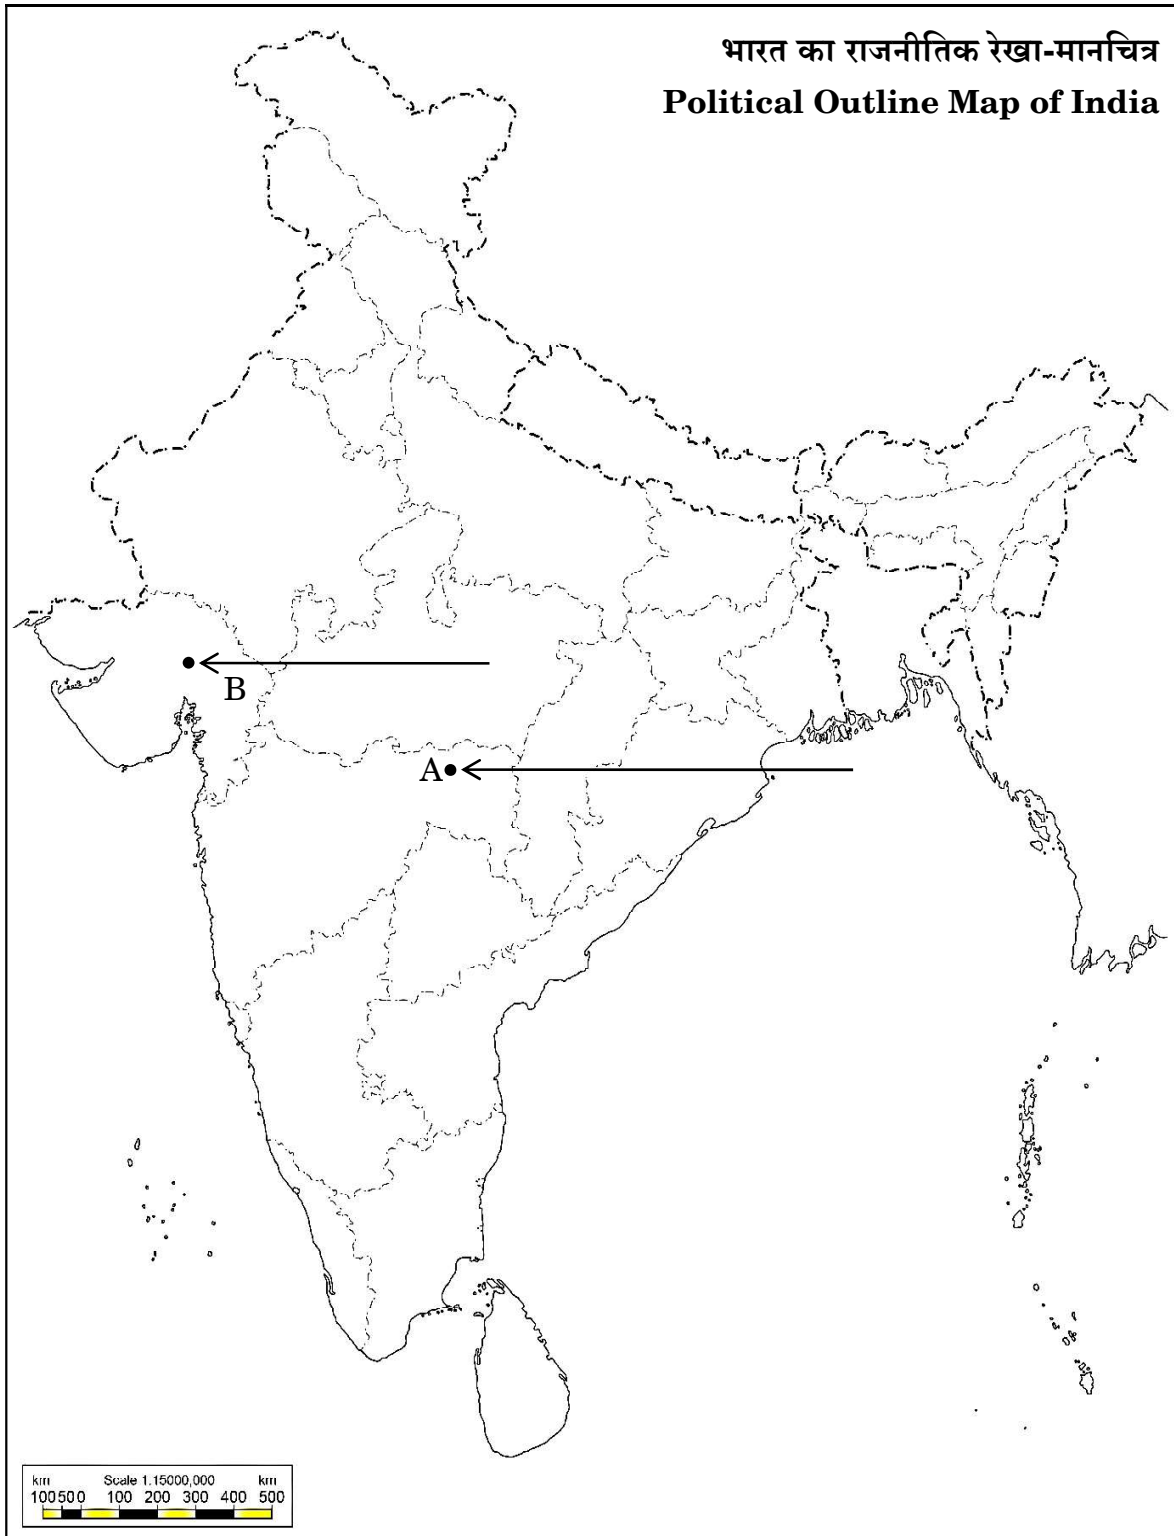 भारत का राजनीतिक रेखा-मानचित्र
Political Outline Map of India
B
A
km Scale 1:15000,000 km
100 50 0 100 200 300 400 500